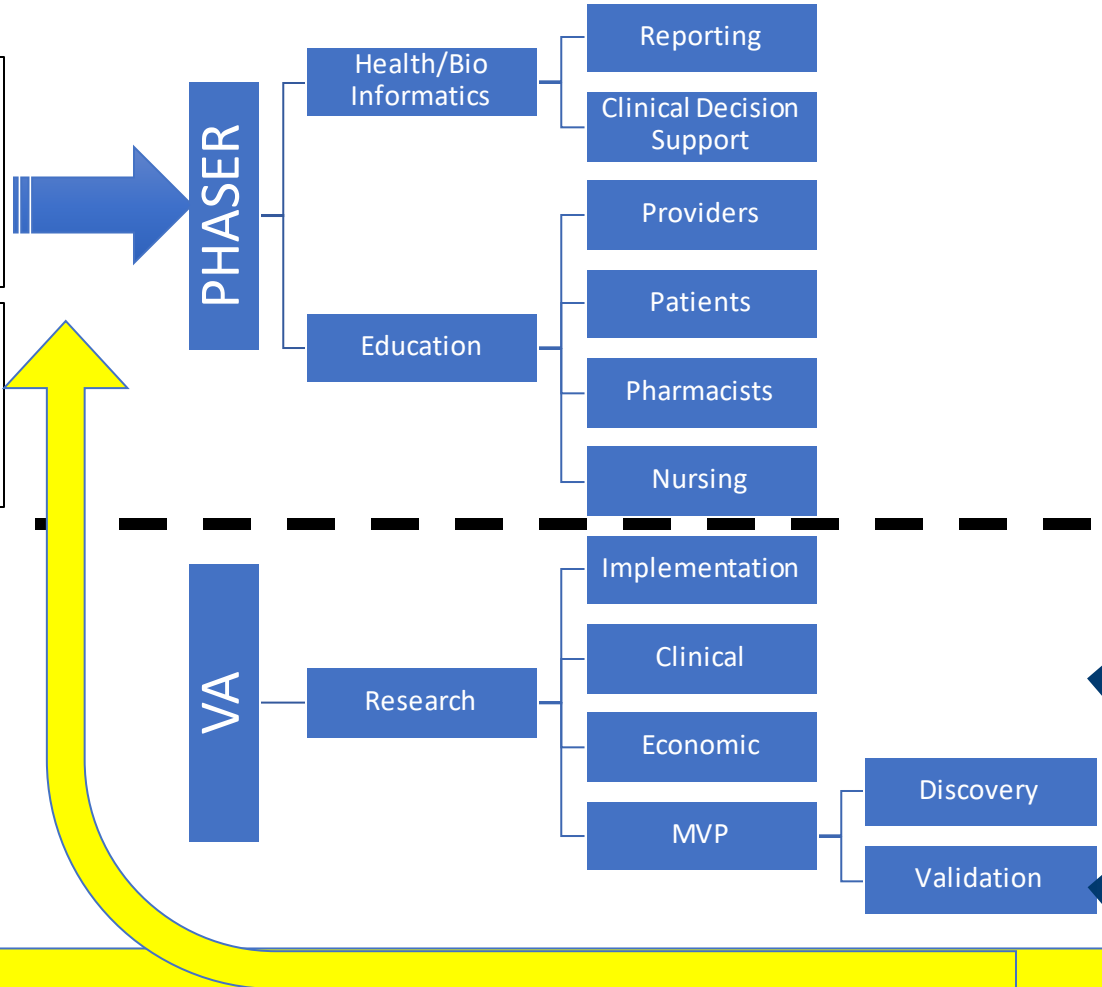 PHASER
Health/Bio
Informatics
Reporting
Clinical Decision
Support
Education
Providers
Patients
Pharmacists
Nursing
VA
Research
Implementation
Clinical
Economic
MVP
Discovery
Validation